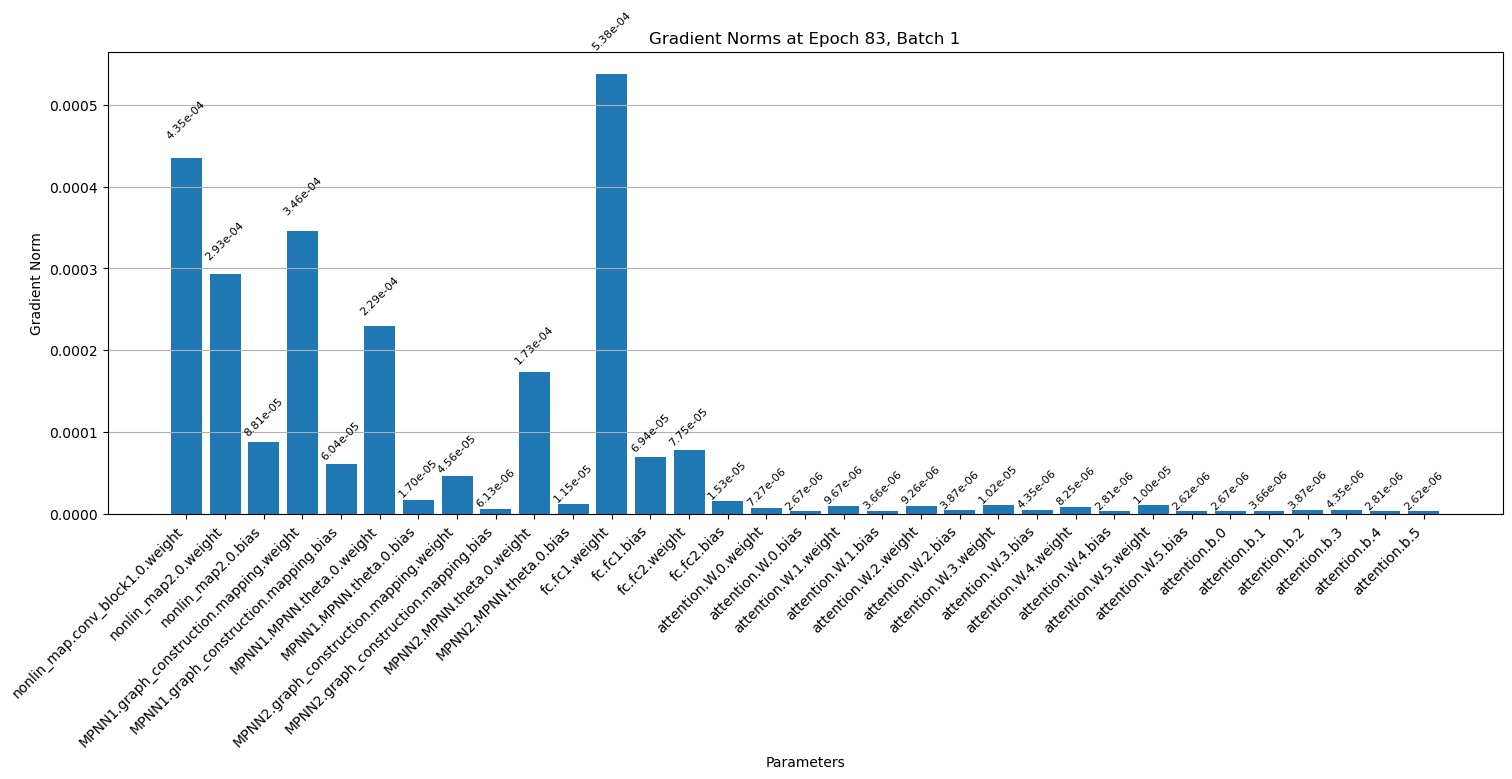 Gradient Norms at Epoch 83, Batch 1
Gradient Norm
0.0005
0.0004
0.0003
0.0002
0.0001
0.0000
4.35e-04
2.93e-04
8.81e-05
3.46e-04
6.04e-05
2.29e-04
1.70e-05
4.56e-05
6.13e-06
1.73e-04
1.15e-05
5.38e-04
6.94e-05
7.75e-05
1.53e-05
7.27e-06
2.67e-06
9.67e-06
3.66e-06
9.26e-06
3.87e-06
1.02e-05
4.35e-06
8.25e-06
2.81e-06
1.00e-05
2.62e-06
2.67e-06
3.66e-06
3.87e-06
4.35e-06
2.81e-06
2.62e-06
nonlin_map.conv_block1.0.weight
nonlin_map2.0.weight
nonlin_map2.0.bias
MPNN1.graph_construction.mapping.weight
MPNN1.graph_construction.mapping.bias
MPNN1.MPNN.theta.0.weight
MPNN1.MPNN.theta.0.bias
MPNN2.graph_construction.mapping.weight
MPNN2.graph_construction.mapping.bias
MPNN2.MPNN.theta.0.weight
MPNN2.MPNN.theta.0.bias
fc.fc1.weight
fc.fc1.bias
fc.fc2.weight
fc.fc2.bias
attention.W.0.weight
attention.W.0.bias
attention.W.1.weight
attention.W.1.bias
attention.W.2.weight
attention.W.2.bias
attention.W.3.weight
attention.W.3.bias
attention.W.4.weight
attention.W.4.bias
attention.W.5.weight
attention.W.5.bias
attention.b.0
attention.b.1
attention.b.2
attention.b.3
attention.b.4
attention.b.5
Parameters